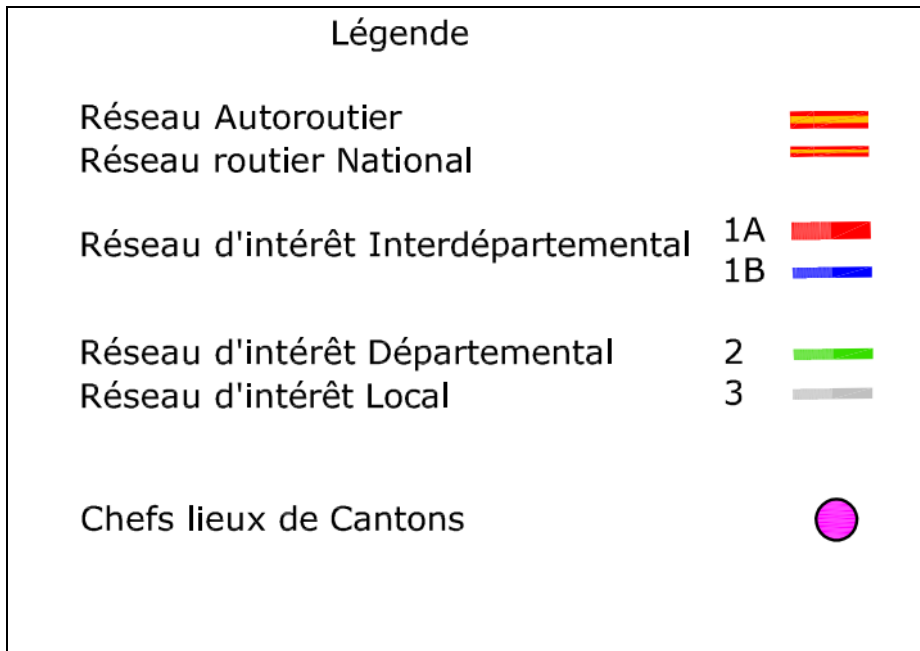 Légende
Réseau Autoroutier
Réseau routier National
Réseau d'intérêt Interdépartemental 1A
1B
Réseau d'intérêt Départemental 2
Réseau d'intérêt Local 3
Chefs lieux de Cantons